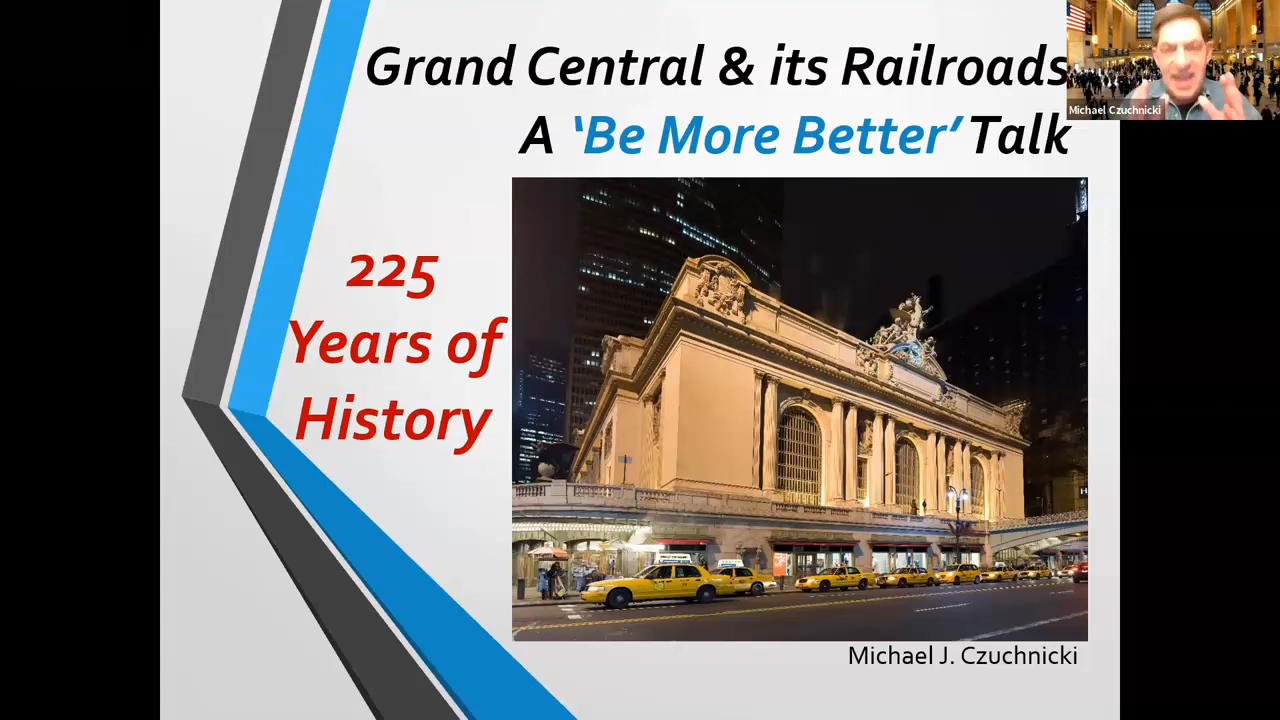 Grand Central & its Railroads
A ‘Be More Better’ Talk
Michael Czuchnicki
225
Years of
History
Michael J. Czuchnicki